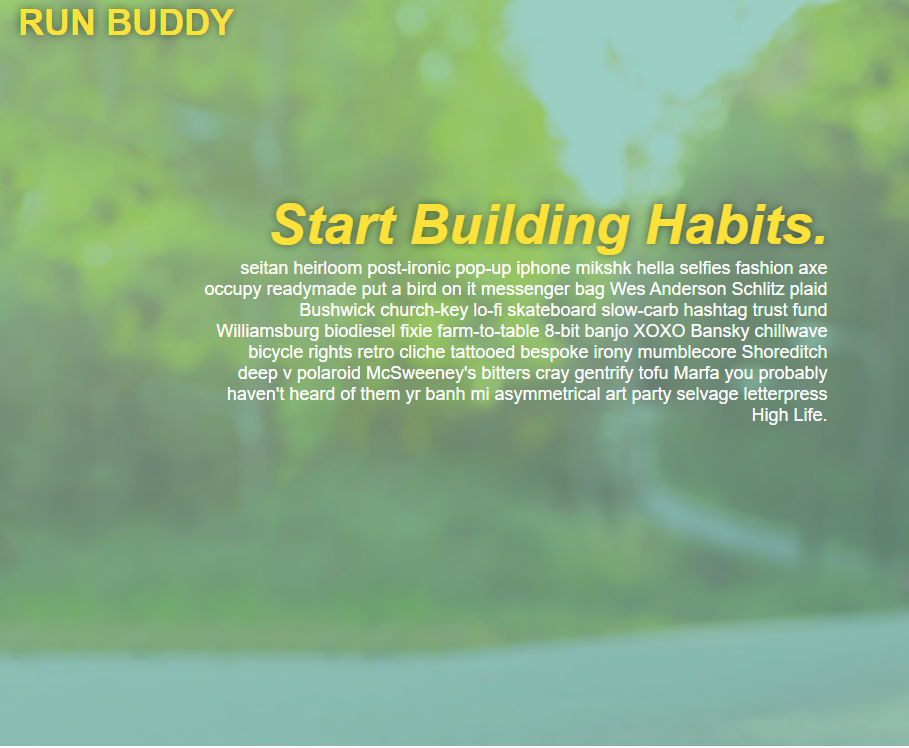 RUN BUDDY
Start Building Habits.
seitan heirloom post-ironic pop-up iphone mikshk hella selfies fashion axe
occupy readymade put a bird on it messenger bag Wes Anderson Schlitz plaid
Bushwick church-key lo-fi skateboard slow-carb hashtag trust fund
Williamsburg biodiesel fixie farm-to-table 8-bit banjo XOXO Bansky chillwave
bicycle rights retro cliche tattooed bespoke irony mumblecore Shoreditch
deep v polaroid McSweeney's bitters cray gentrify tofu Marfa you probably
haven't heard of them yr banh mi asymmetrical art party selvage letterpress
High Life.